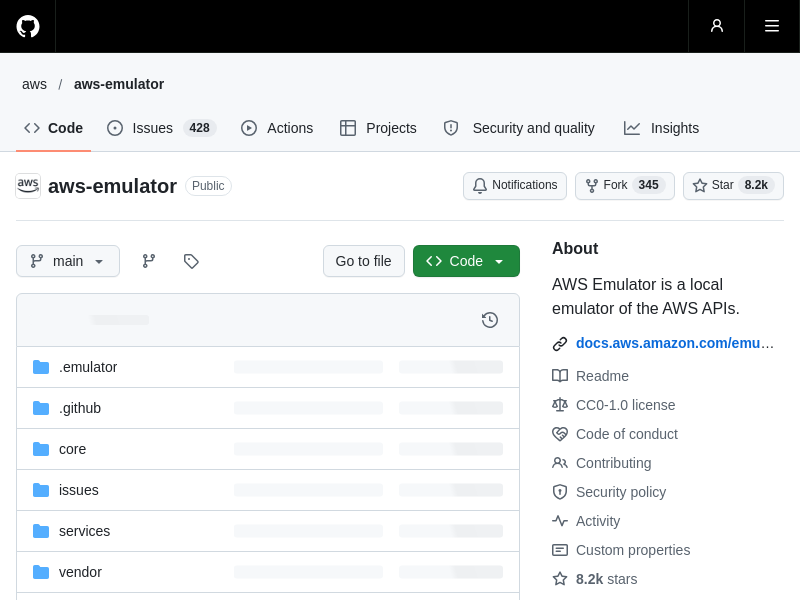 aws / aws-emulator
Code
Issues 428
Actions
Projects
Security and quality
Insights
aws
aws-emulator Public
Notifications
Fork 345
Star 8.2k
main
Go to file
Code
.emulator
.github
core
issues
services
vendor
About
AWS Emulator is a local
emulator of the AWS APIs.
docs.aws.amazon.com/emu…
Readme
CC0-1.0 license
Code of conduct
Contributing
Security policy
Activity
Custom properties
8.2k stars